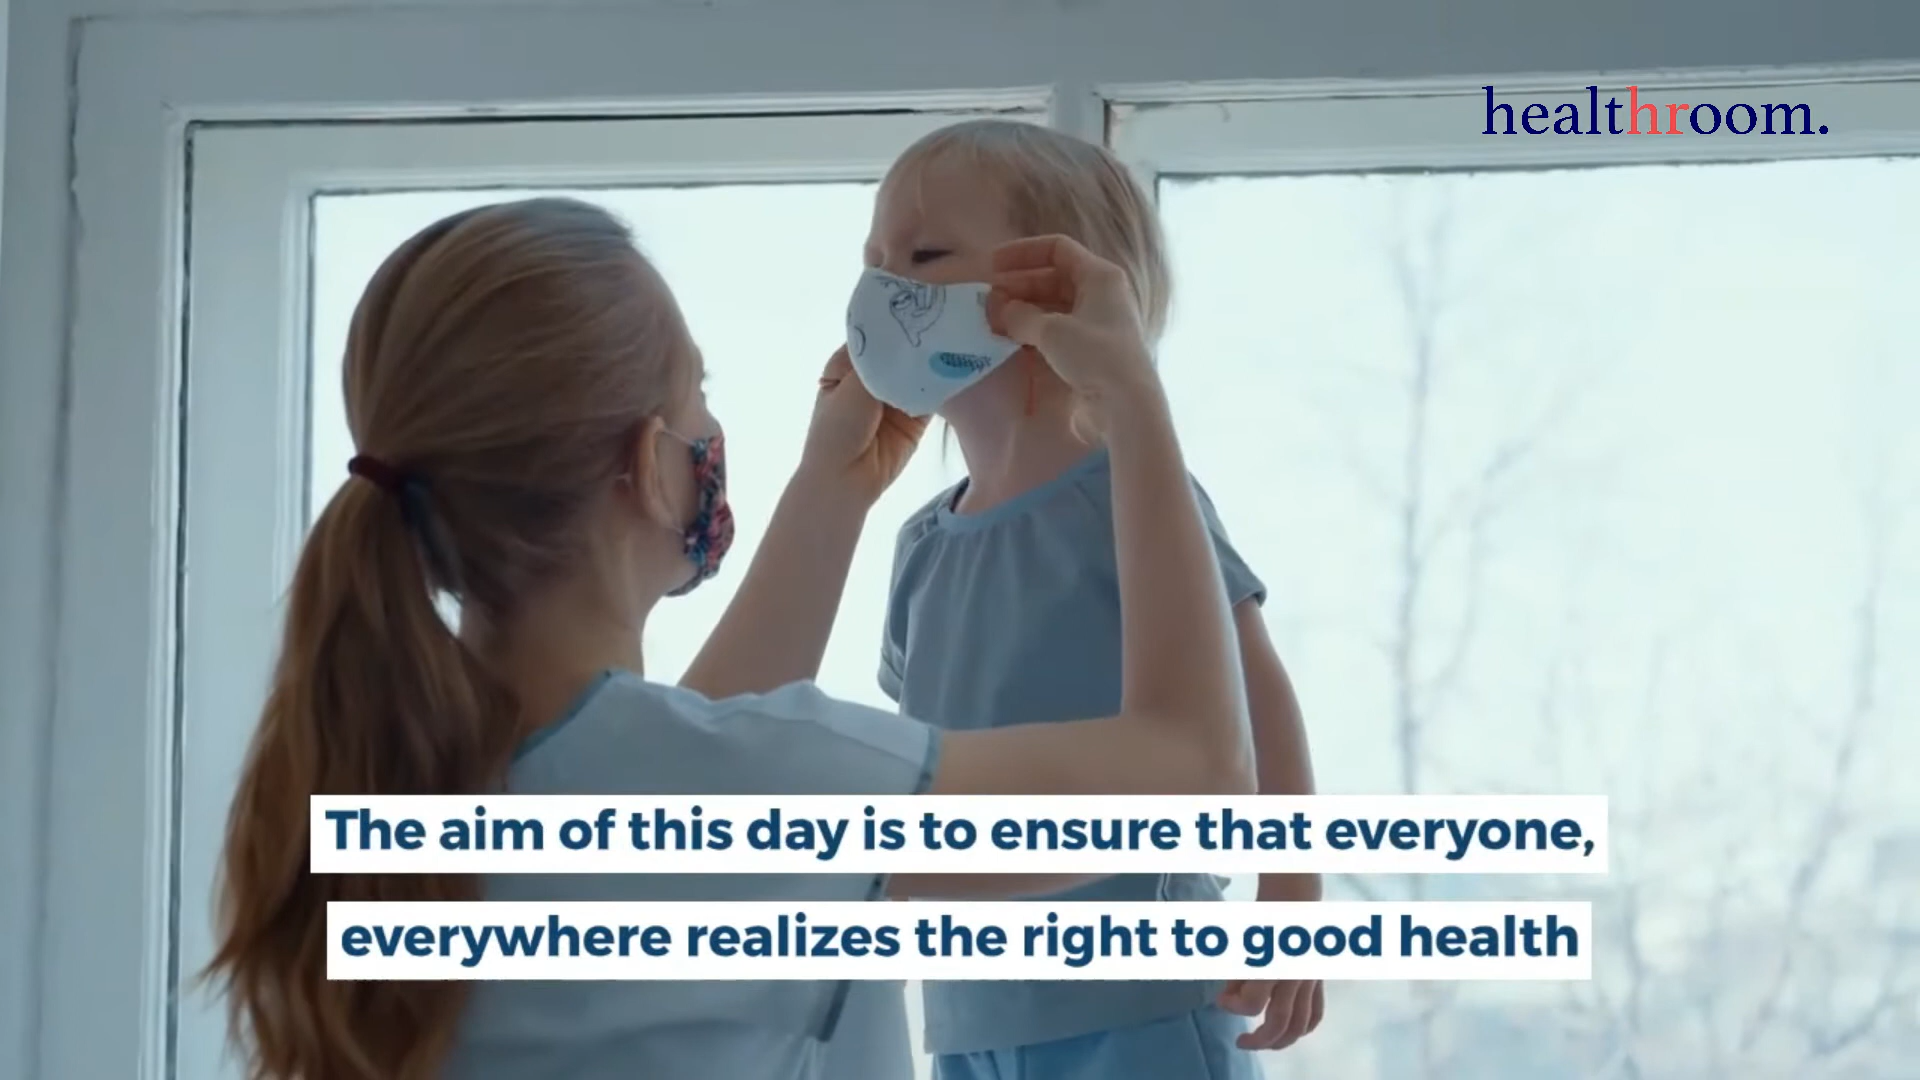 healthroom.
The aim of this day is to ensure that everyone,
everywhere realizes the right to good health